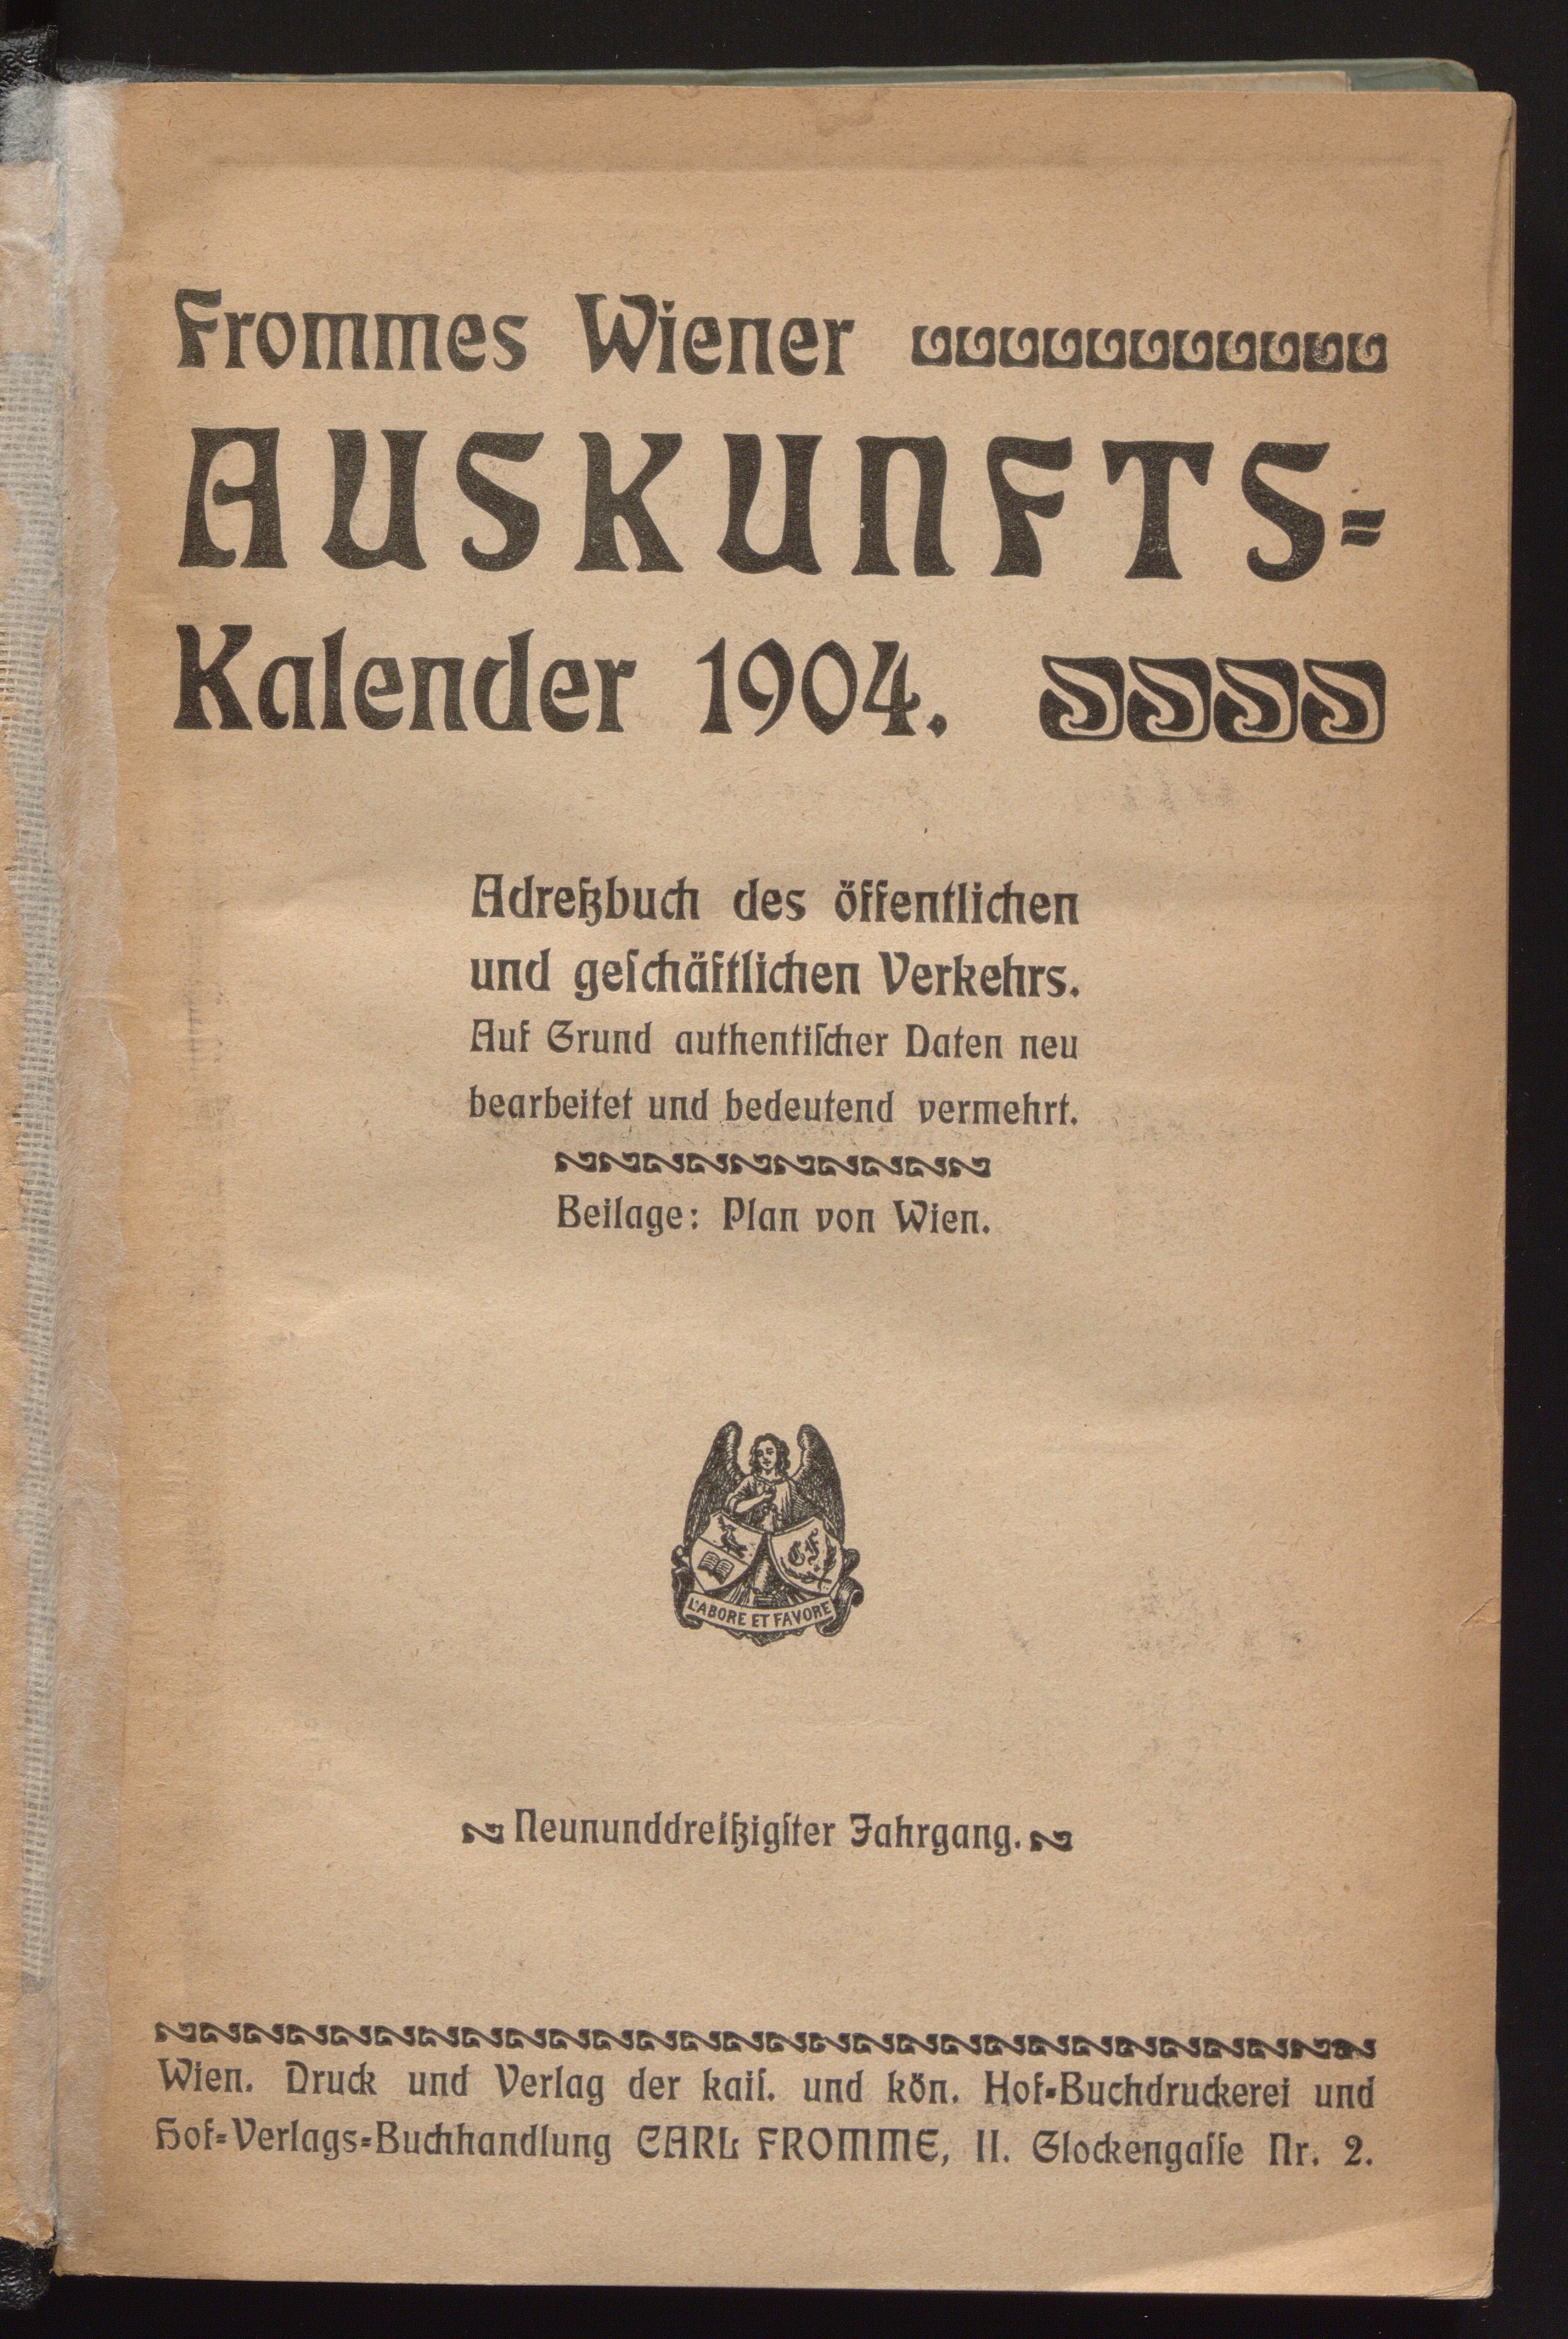 Frommes Wiener
AUSKUNFTS=
Kalender 1904.
Adreßbuch des öffentlichen
und geſchäftlichen Verkehrs.
Auf Grund authentiſcher Daten neu
bearbeitet und bedeutend vermehrt.
Beilage: Plan von Wien.
CF
L'ABORE ET FAVORE
Neununddreißigſter Jahrgang.
Wien. Druck und Verlag der kaiſ. und kön. Hof=Buchdruckerei und
Hof=Verlags=Buchhandlung CARL FROMME, II. Glockengaſſe Nr. 2.